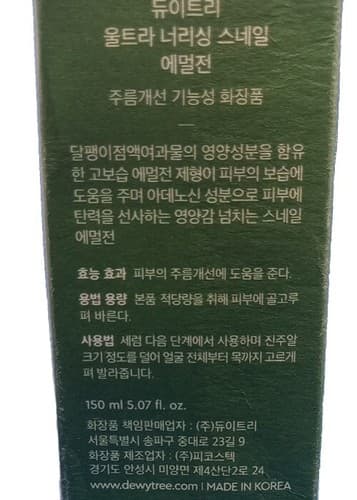 듀이트리
울트라 너리싱 스네일
에멀전
주름개선 기능성 화장품
달팽이점액여과물의 영양성분을 함유
한 고보습 에멀전 제형이 피부의 보습에
도움을 주며 아데노신 성분으로 피부에
탄력을 선사하는 영양감 넘치는 스네일
에멀전
효능 효과 피부의 주름개선에 도움을 준다.
용법 용량 본품 적당량을 취해 피부에 골고루
펴 바른다.
사용법 세럼 다음 단계에서 사용하며 진주알
크기 정도를 덜어 얼굴 전체부터 목까지 고르게
펴 발라줍니다.
150 ml 5.07 fl. oz.
화장품 책임판매업자 : (주)듀이트리
서울특별시 송파구 중대로 23길 9
화장품 제조업자 : (주)피코스텍
경기도 안성시 미양면 제4산단2로 24
www.dewytree.com | MADE IN KOREA